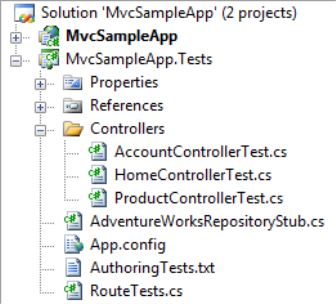 Solution 'MvcSampleApp' (2 projects)
MvcSampleApp
MvcSampleApp.Tests
Properties
References
Controllers
AccountControllerTest.cs
HomeControllerTest.cs
ProductControllerTest.cs
AdventureWorksRepositoryStub.cs
App.config
AuthoringTests.txt
RouteTests.cs